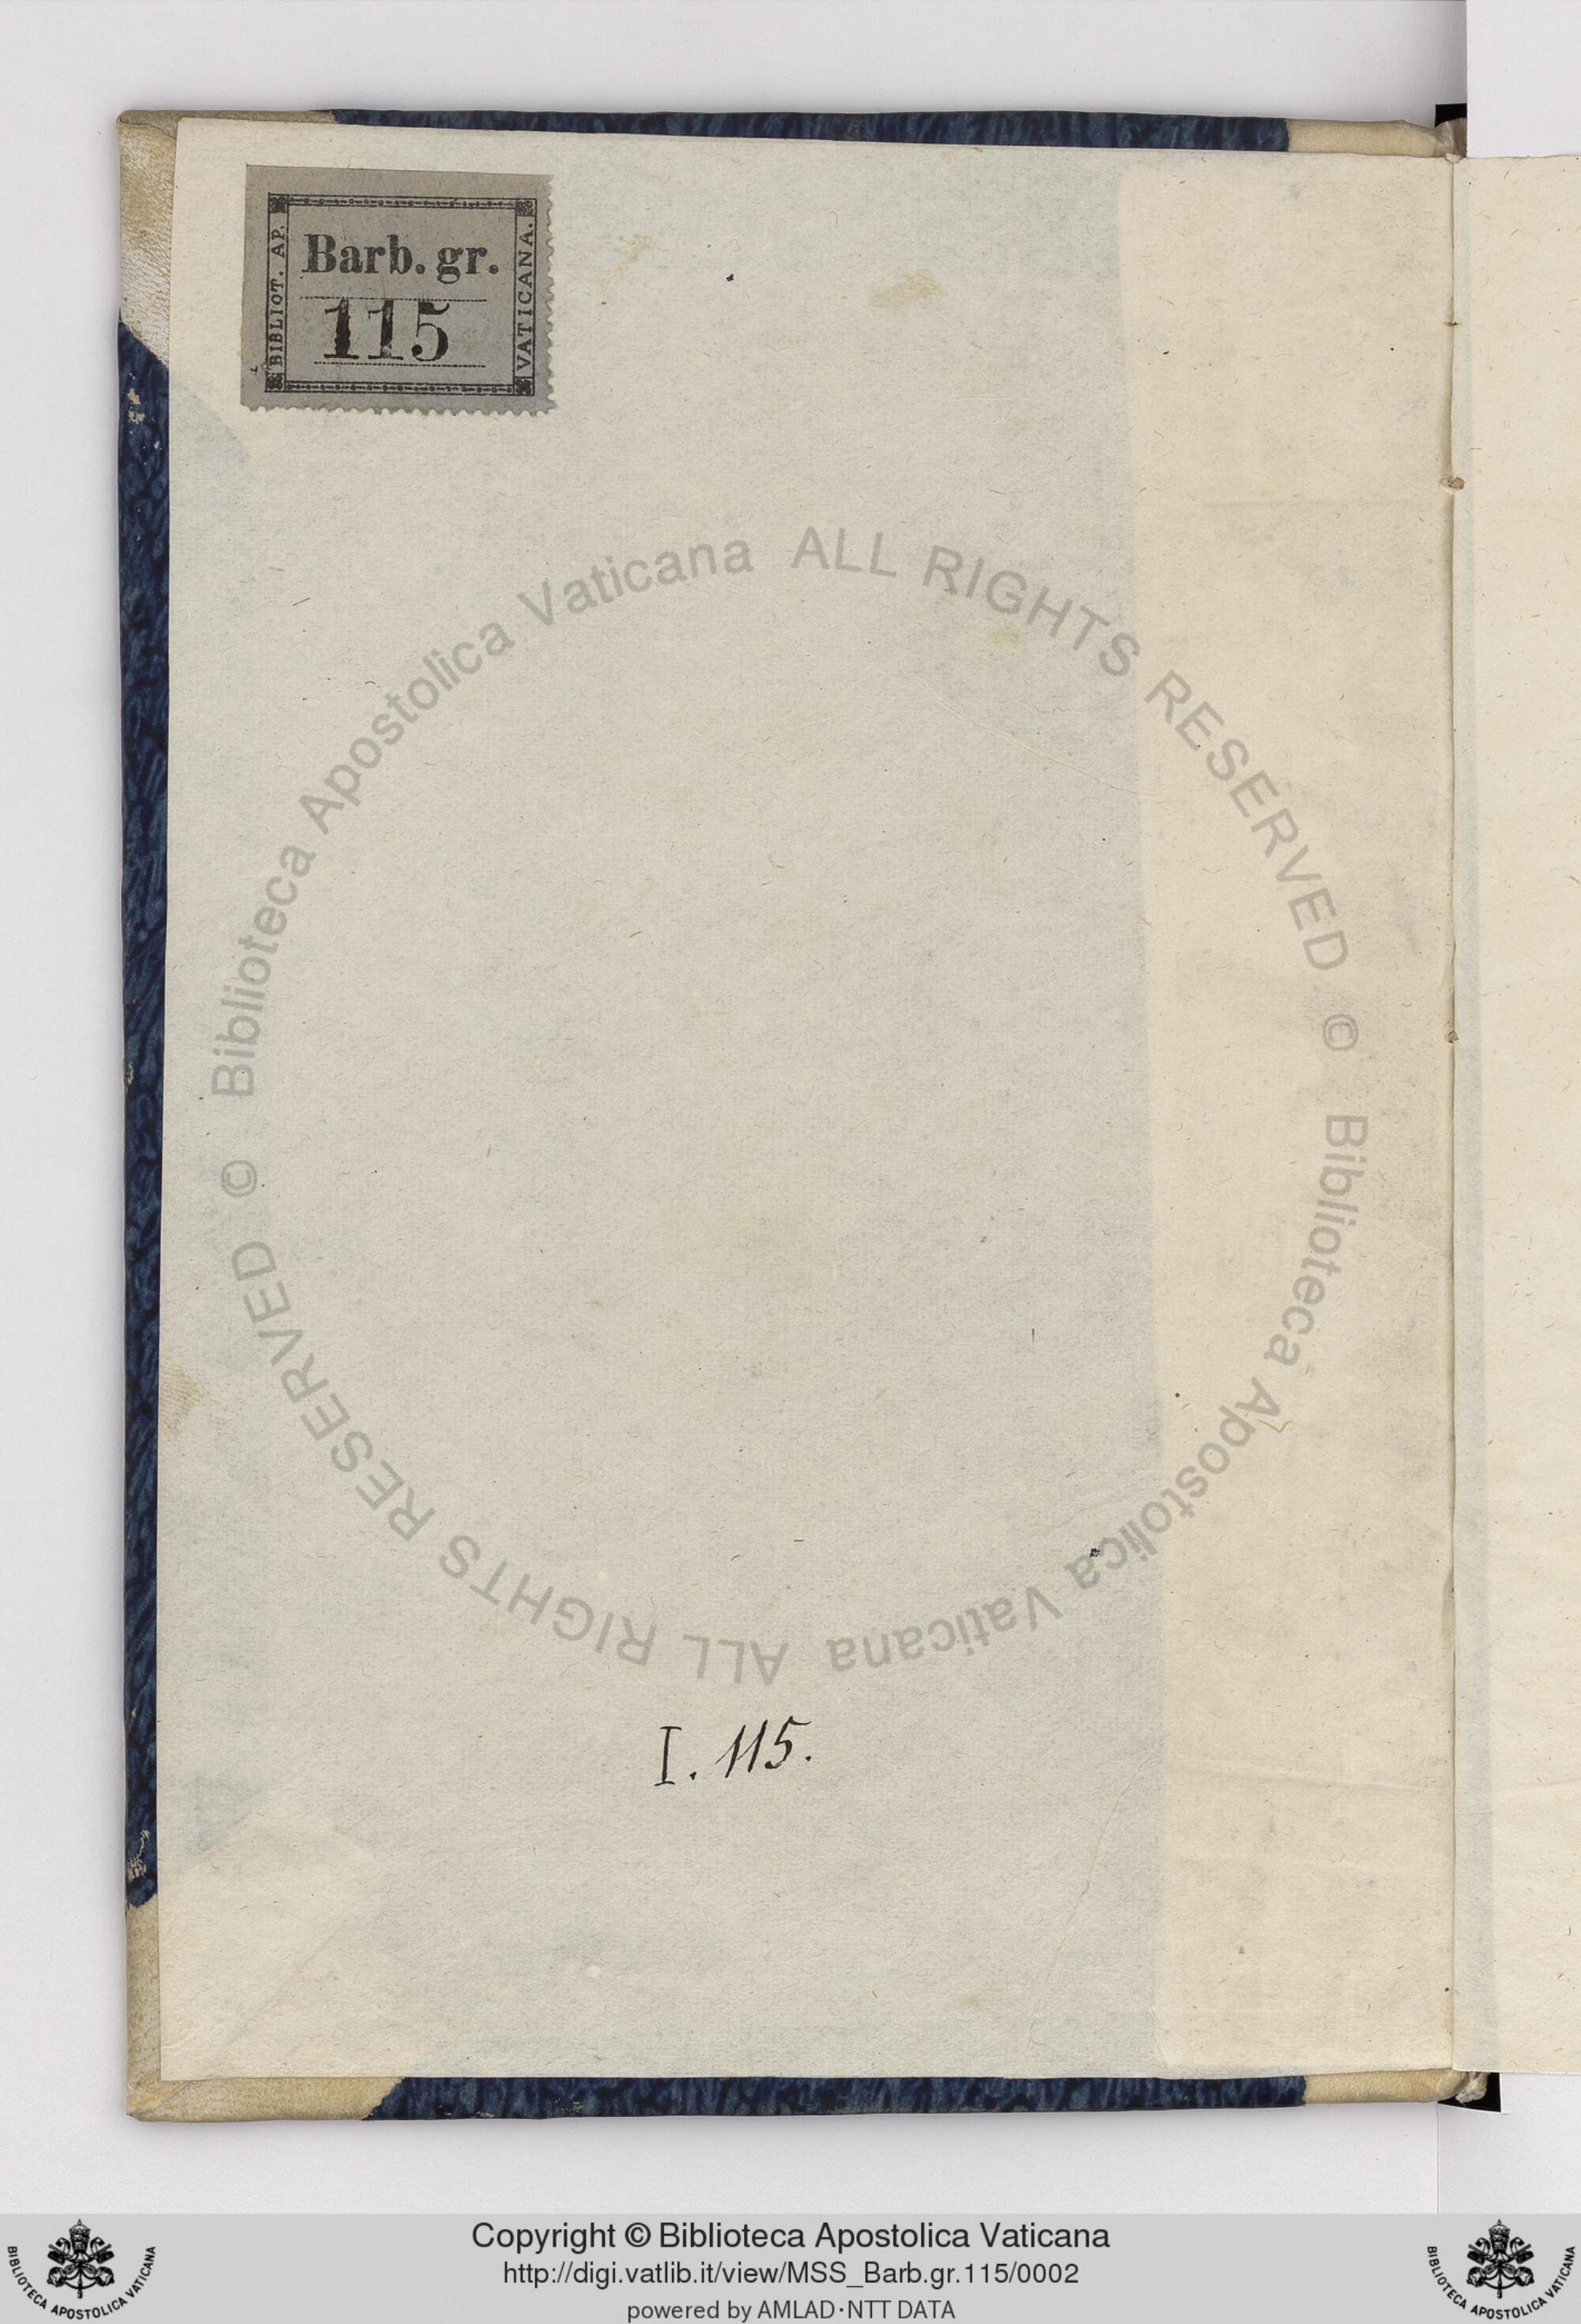 BIBLIOT. AP.
Barb. gr.
115
VATICANA.
© Biblioteca Apostolica Vaticana ALL RIGHTS RESERVED
© Biblioteca Apostolica Vaticana ALL RIGHTS RESERVED
I. 115.
Copyright © Biblioteca Apostolica Vaticana
http://digi.vatlib.it/view/MSS_Barb.gr.115/0002
powered by AMLAD·NTT DATA
BIBLIOTECA APOSTOLICA VATICANA
BIBLIOTECA APOSTOLICA VATICANA